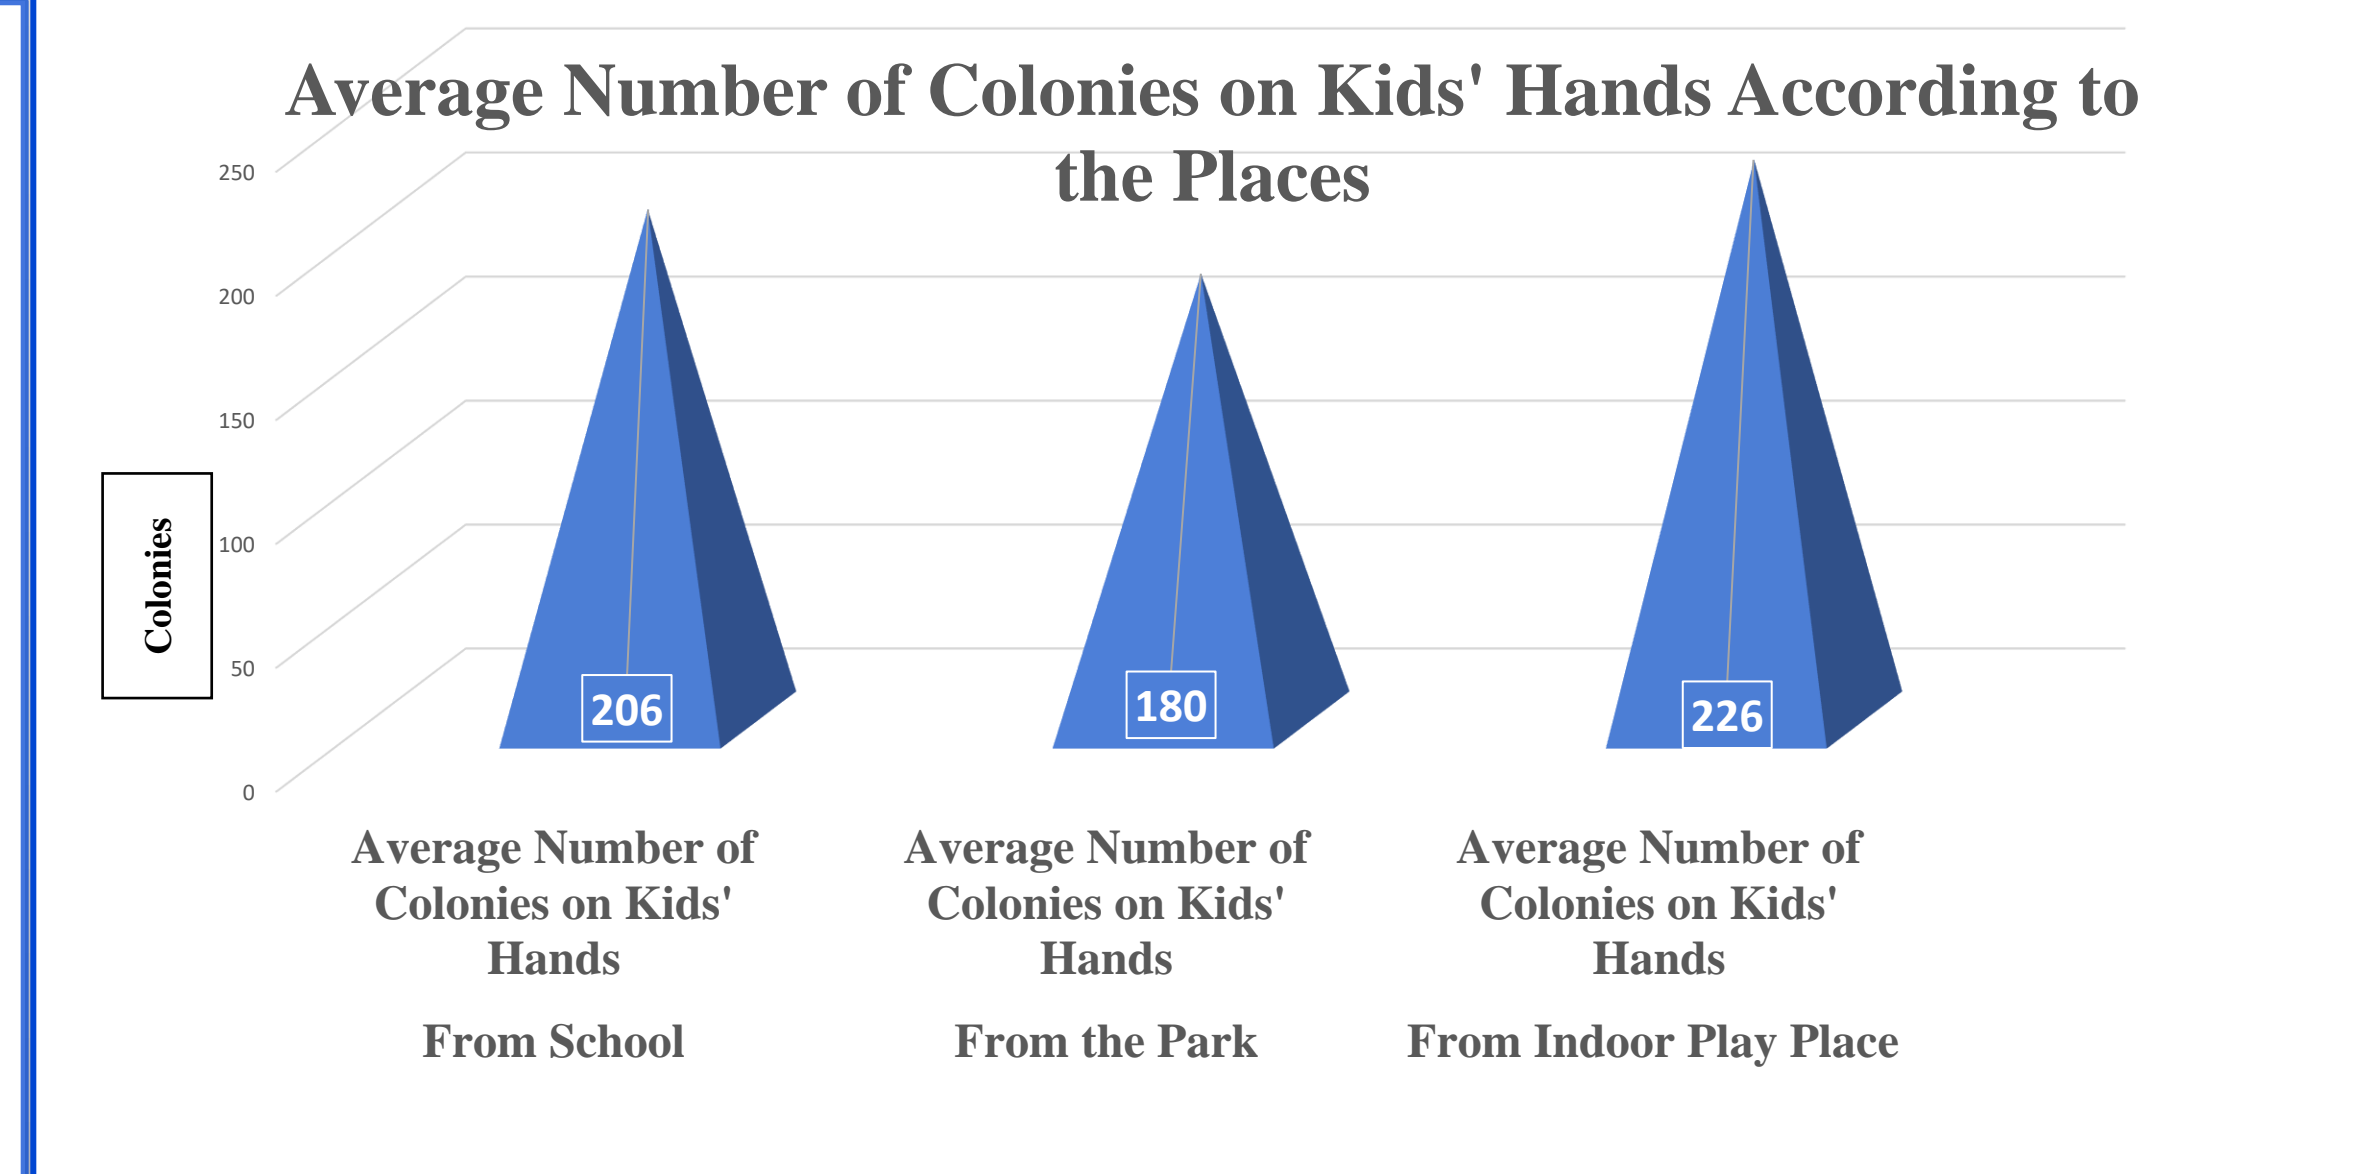 Average Number of Colonies on Kids' Hands According to
the Places
250
200
150
100
50
0
Colonies
206
180
226
Average Number of
Colonies on Kids'
Hands
From School
Average Number of
Colonies on Kids'
Hands
From the Park
Average Number of
Colonies on Kids'
Hands
From Indoor Play Place